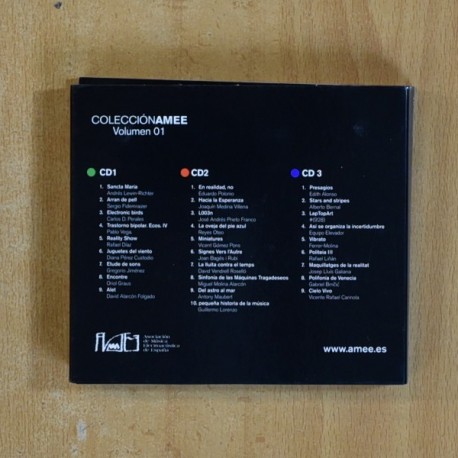 COLECCIÓNAMEE
Volumen 01
CD1
1. Sancta Maria
Andrés Lewin-Richter
2. Arran de pell
Sergio Fidemraizer
3. Electronic birds
Carlos D. Perales
4. Trastorno bipolar. Ecos. IV
Pablo Vega
5. Reality Show
Rafael Díaz
6. Juguetes del viento
Diana Pérez Custodio
7. Etude de sons
Gregorio Jiménez
8. Encontre
Oriol Graus
9. Alef
David Alarcón Folgado
CD2
1. En realidad, no
Eduardo Polonio
2. Hacia la Esperanza
Joaquín Medina Villena
3. L003n
José Andrés Prieto Franco
4. La oveja del pie azul
Reyes Oteo
5. Miniatures
Vicent Gómez Pons
6. Signes Vers l'Autre
Joan Bagés i Rubí
7. La lluita contra el temps
David Vendrell Roselló
8. Sinfonía de las Máquinas Tragadeseos
Miguel Molina Alarcón
9. Del astro al mar
Antony Maubert
10. pequeña historia de la música
Guillermo Lorenzo
CD 3
1. Presagios
Edith Alonso
2. Stars and stripes
Alberto Bernal
3. LapTopArt
4. Así se organiza la incertidumbre
Equipo Elevador
5. Vibrato
Ferrer-Molina
6. Politeia III
Rafael Liñán
7. Maquillatges de la realitat
Josep Lluís Galiana
8. Polifonía de Venecia
Gabriel Brnčić
9. Cielo Vivo
Vicente Rafael Carinola
AMEE
Asociación
de Música
Electroacústica
de España
www.amee.es